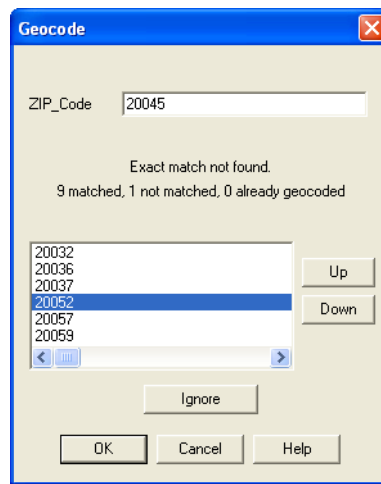 Geocode
ZIP_Code 20045
Exact match not found.
9 matched, 1 not matched, 0 already geocoded
20032
20036
20037
20052
20057
20059
Up
Down
Ignore
OK Cancel Help